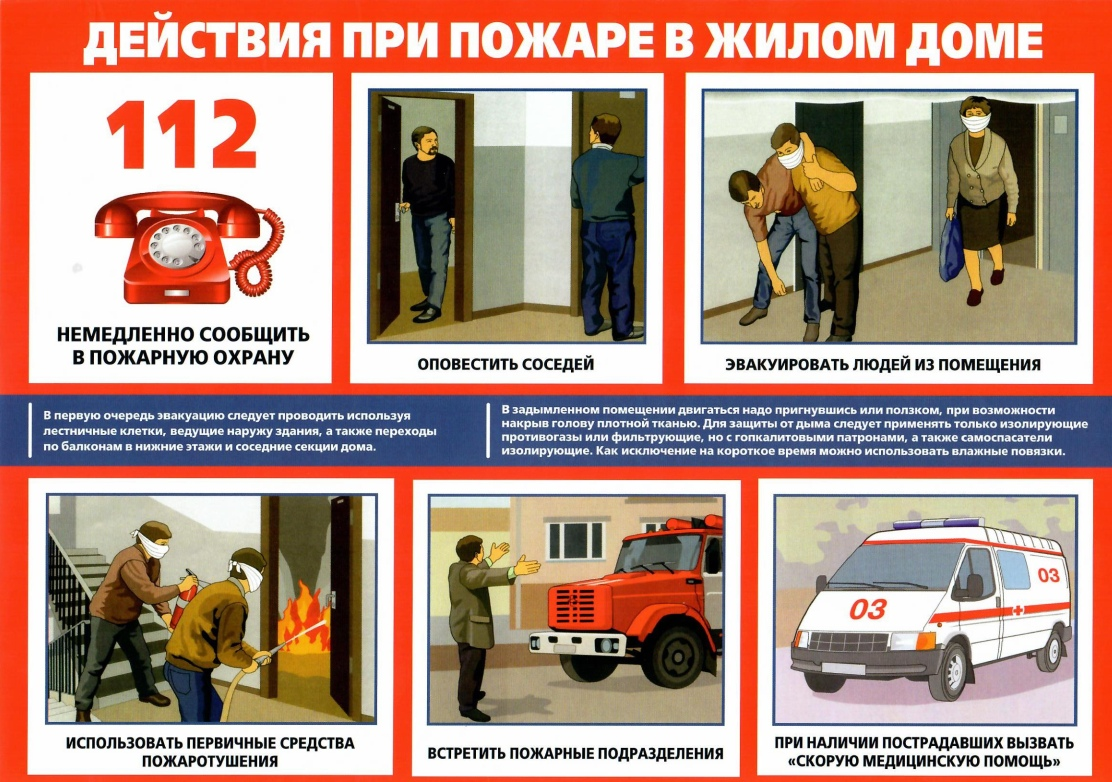 ДЕЙСТВИЯ ПРИ ПОЖАРЕ В ЖИЛОМ ДОМЕ
112
НЕМЕДЛЕННО СООБЩИТЬ
В ПОЖАРНУЮ ОХРАНУ
ОПОВЕСТИТЬ СОСЕДЕЙ
ЭВАКУИРОВАТЬ ЛЮДЕЙ ИЗ ПОМЕЩЕНИЯ
В первую очередь эвакуацию следует проводить используя
лестничные клетки, ведущие наружу здания, а также переходы
по балконам в нижние этажи и соседние секции дома.
В задымленном помещении двигаться надо пригнувшись или ползком, при возможности
накрыв голову плотной тканью. Для защиты от дыма следует применять только изолирующие
противогазы или фильтрующие, но с гопкалитовыми патронами, а также самоспасатели
изолирующие. Как исключение на короткое время можно использовать влажные повязки.
ИСПОЛЬЗОВАТЬ ПЕРВИЧНЫЕ СРЕДСТВА
ПОЖАРОТУШЕНИЯ
ВСТРЕТИТЬ ПОЖАРНЫЕ ПОДРАЗДЕЛЕНИЯ
03
03
ПРИ НАЛИЧИИ ПОСТРАДАВШИХ ВЫЗВАТЬ
«СКОРУЮ МЕДИЦИНСКУЮ ПОМОЩЬ»